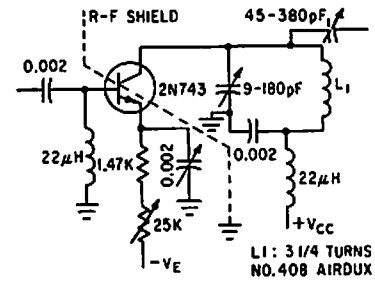 R-F SHIELD
45-380pF
0.002
2N743
9-180pF
L1
22μH
1.47K
0.002
0.002
22μH
25K
+VCC
-VE
L1: 3 1/4 TURNS
NO. 408 AIRDUX